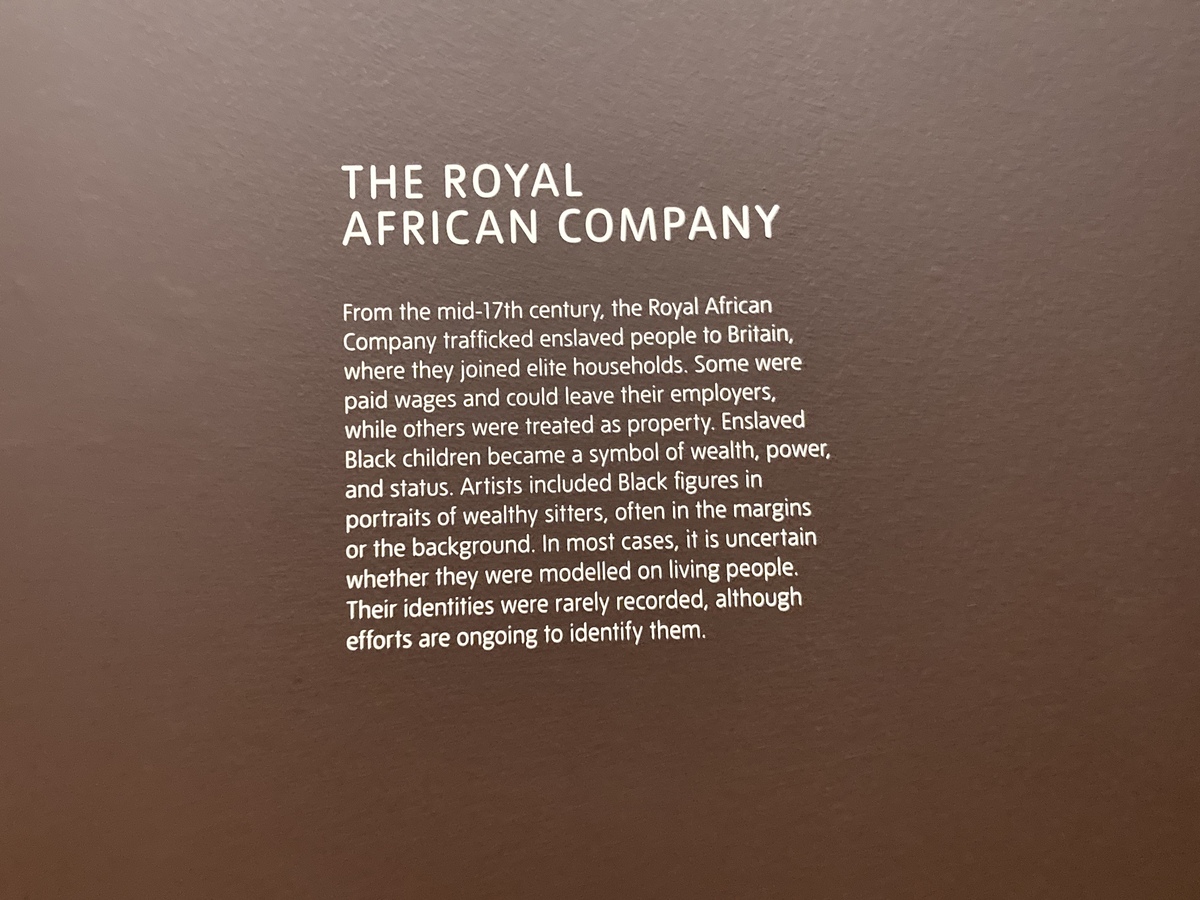 THE ROYAL
AFRICAN COMPANY
From the mid-17th century, the Royal African
Company trafficked enslaved people to Britain,
where they joined elite households. Some were
paid wages and could leave their employers,
while others were treated as property. Enslaved
Black children became a symbol of wealth, power,
and status. Artists included Black figures in
portraits of wealthy sitters, often in the margins
or the background. In most cases, it is uncertain
whether they were modelled on living people.
Their identities were rarely recorded, although
efforts are ongoing to identify them.